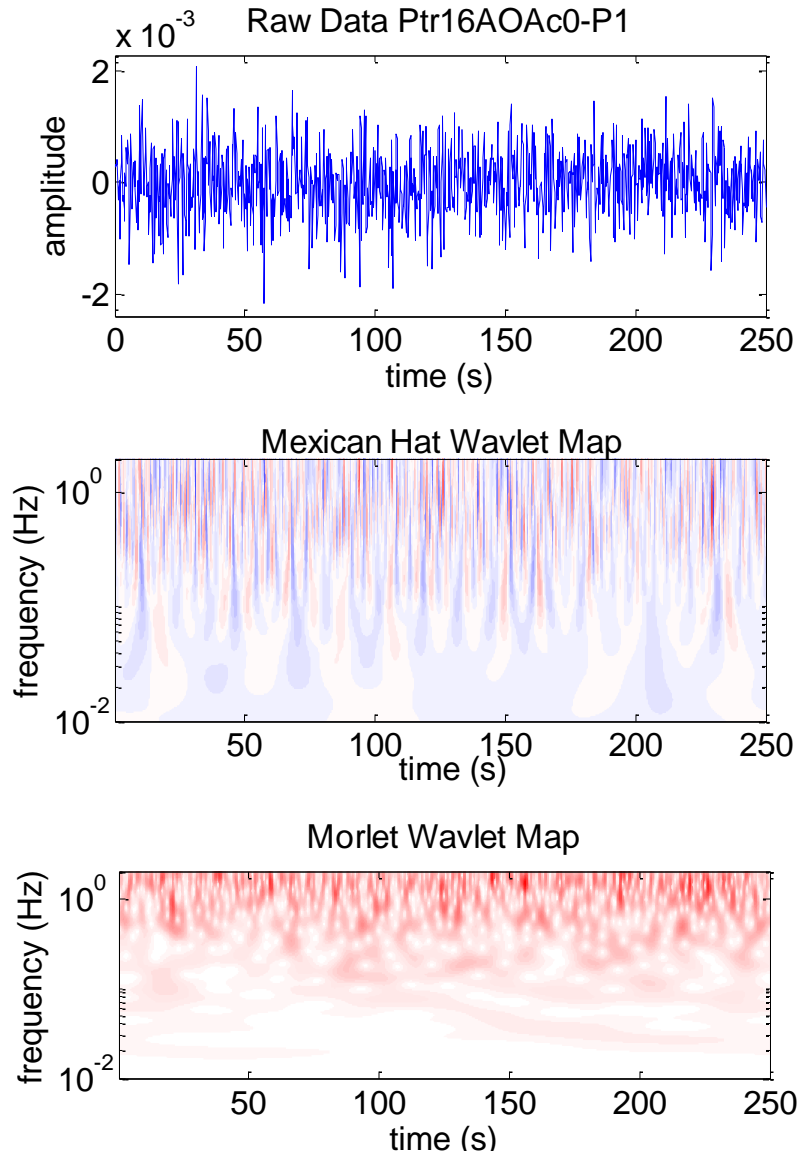 Raw Data Ptr16AOAc0-P1
x 10^-3
2
0
-2
amplitude
0 50 100 150 200 250
time (s)
Mexican Hat Wavlet Map
10^0
10^-2
frequency (Hz)
50 100 150 200 250
time (s)
Morlet Wavlet Map
10^0
10^-2
frequency (Hz)
50 100 150 200 250
time (s)